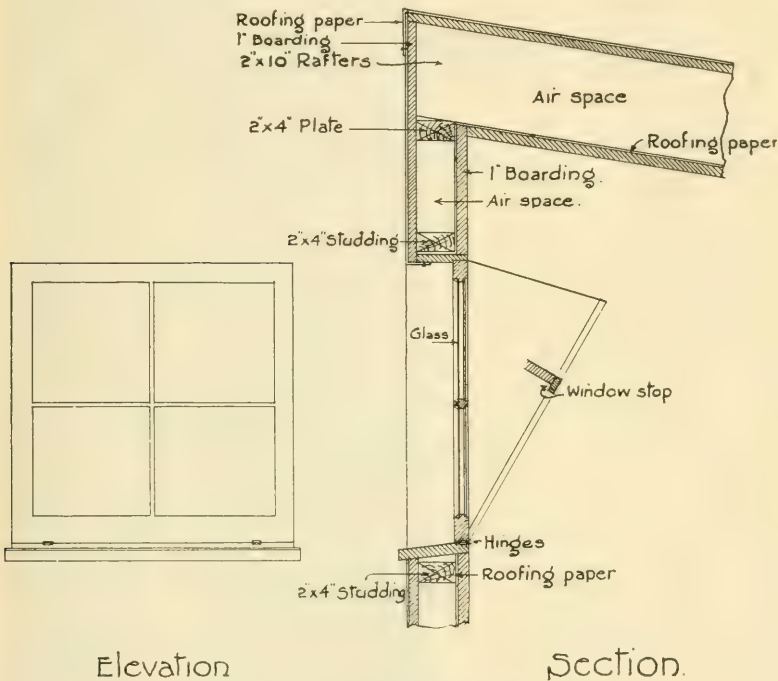 Roofing paper
1" Boarding
2"x10" Rafters
Air space
2"x4" Plate
Roofing paper
1" Boarding.
Air space.
2"x4" Studding
Glass
Window stop
Hinges
Roofing paper
2"x4" Studding
Elevation
Section.